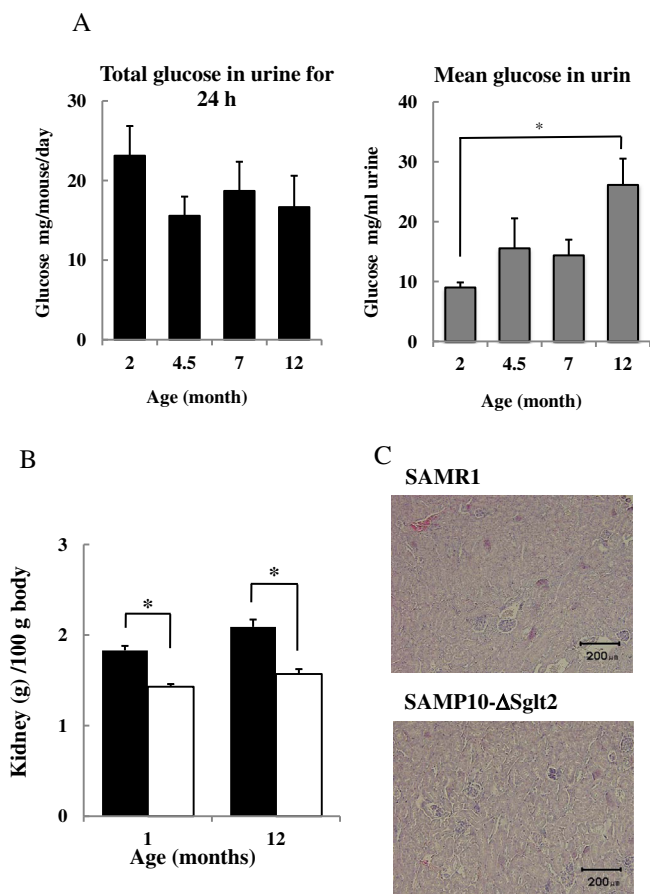 A
Total glucose in urine for
24 h
Glucose mg/mouse/day
30
20
10
0
2 4.5 7 12
Age (month)
Mean glucose in urin
Glucose mg/ml urine
40
30
20
10
0
*
2 4.5 7 12
Age (month)
B
Kidney (g) /100 g body
3
2
1
0
* *
1 12
Age (months)
C
SAMR1
200μm
SAMP10-ΔSglt2
200μm